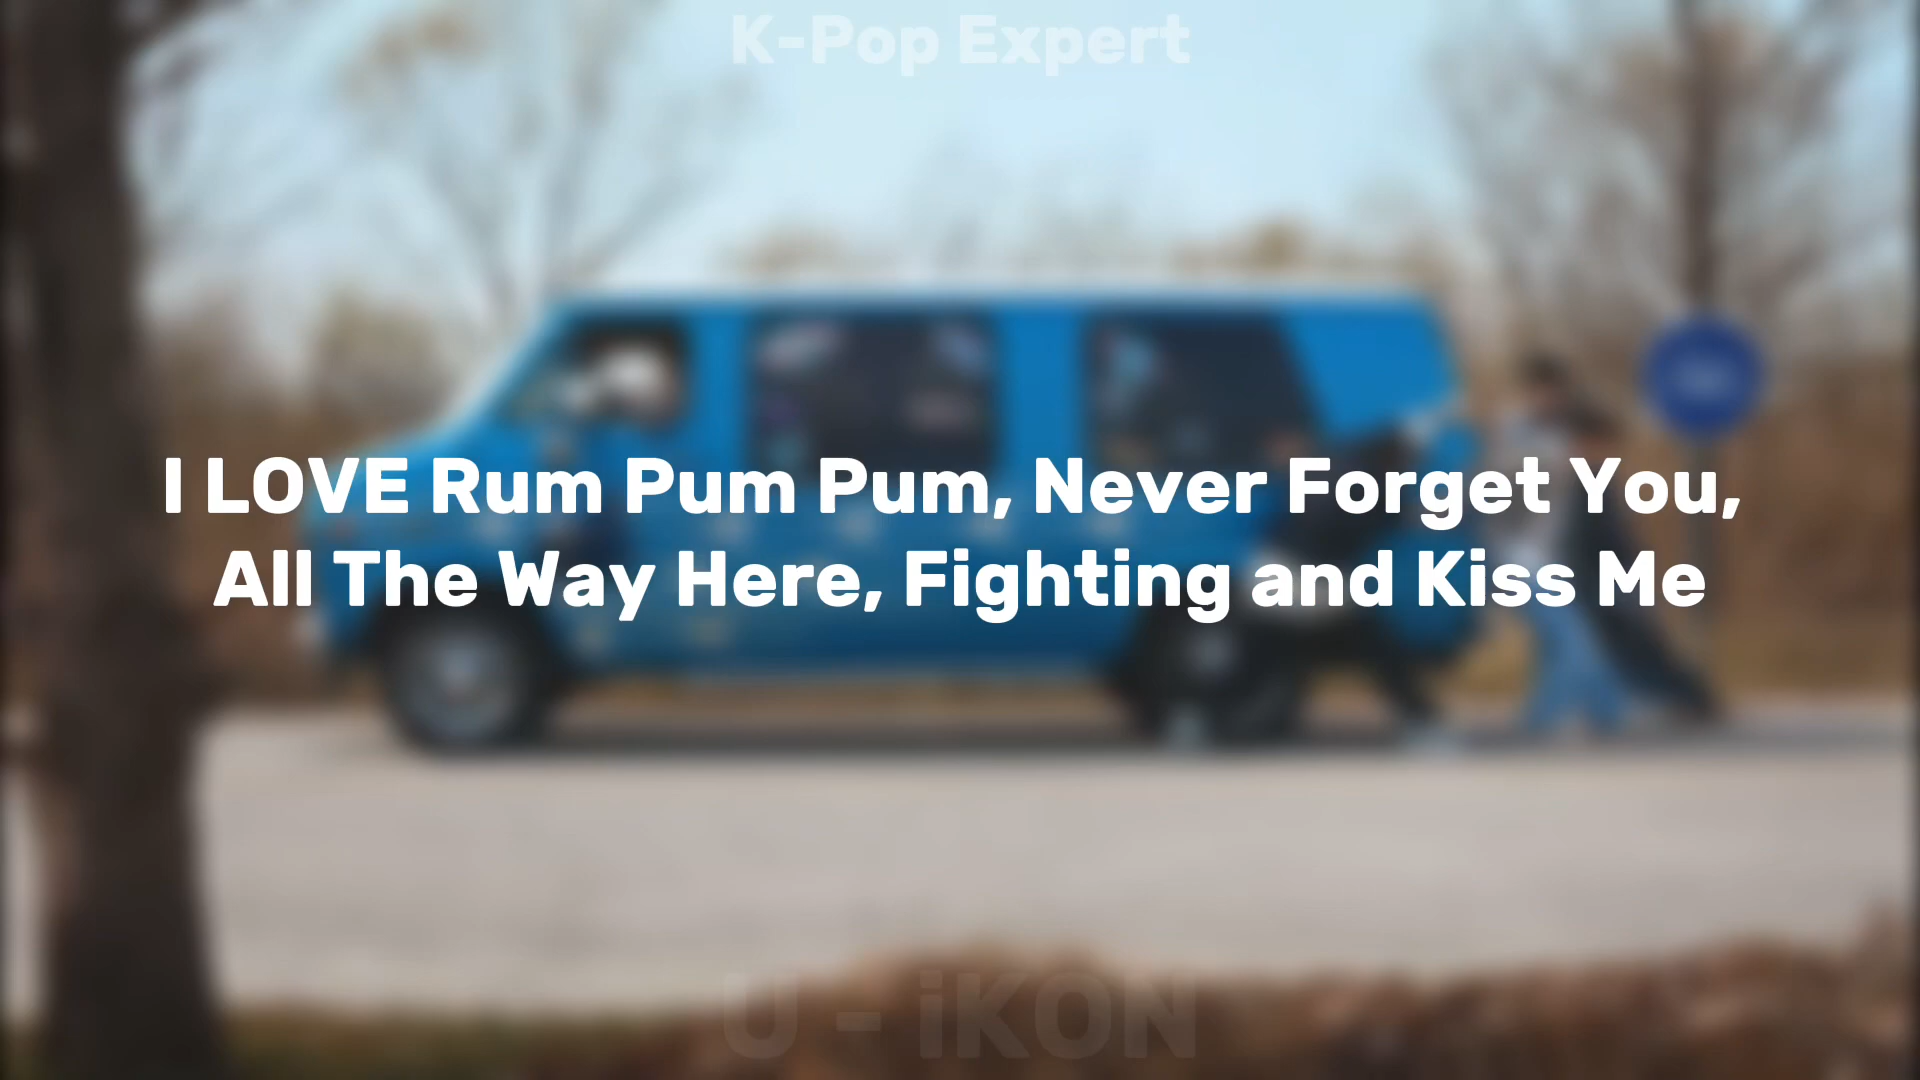 K-Pop Expert
I LOVE Rum Pum Pum, Never Forget You,
All The Way Here, Fighting and Kiss Me
U - iKON